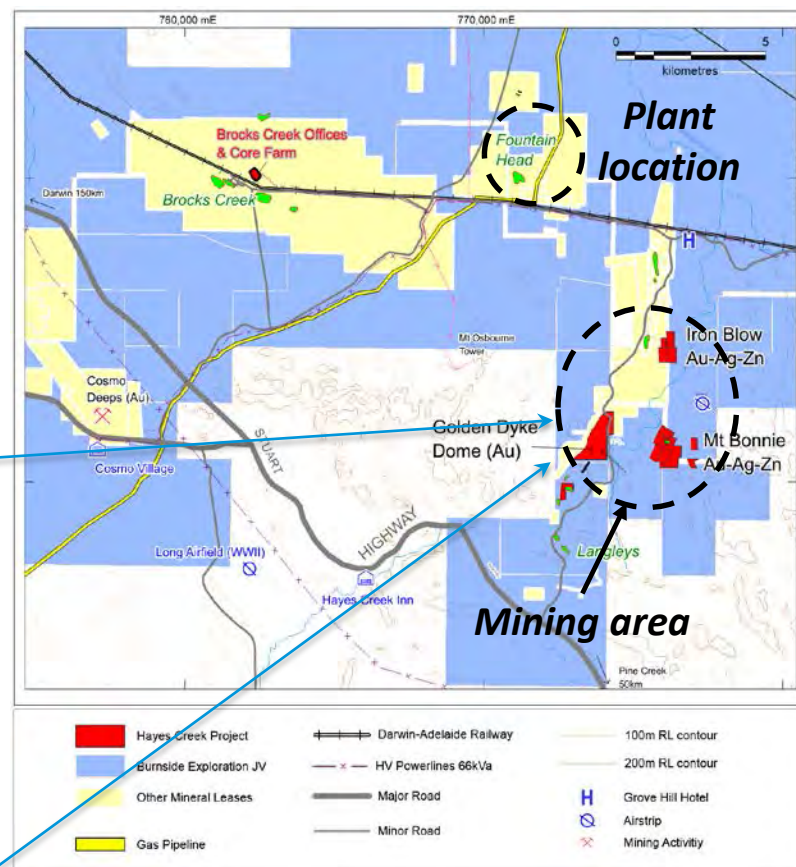 760,000 mE
770,000 mE
0
5
kilometres
Plant
location
Fountain
Head
Brocks Creek Offices
& Core Farm
Darwin 150km
Brocks Creek
H
Mt Osbourne
Tower
Iron Blow
Au-Ag-Zn
Cosmo
Deeps (Au)
Golden Dyke
Dome (Au)
Mt Bonnie
Au-Ag-Zn
Cosmo Village
STUART
HIGHWAY
Long Airfield (WWII)
Langleys
Hayes Creek Inn
Mining area
Pine Creek
50km
Hayes Creek Project
Darwin-Adelaide Railway
100m RL contour
Burnside Exploration JV
HV Powerlines 66kVa
200m RL contour
Other Mineral Leases
Major Road
H
Grove Hill Hotel
Minor Road
Airstrip
Gas Pipeline
Mining Activitiy